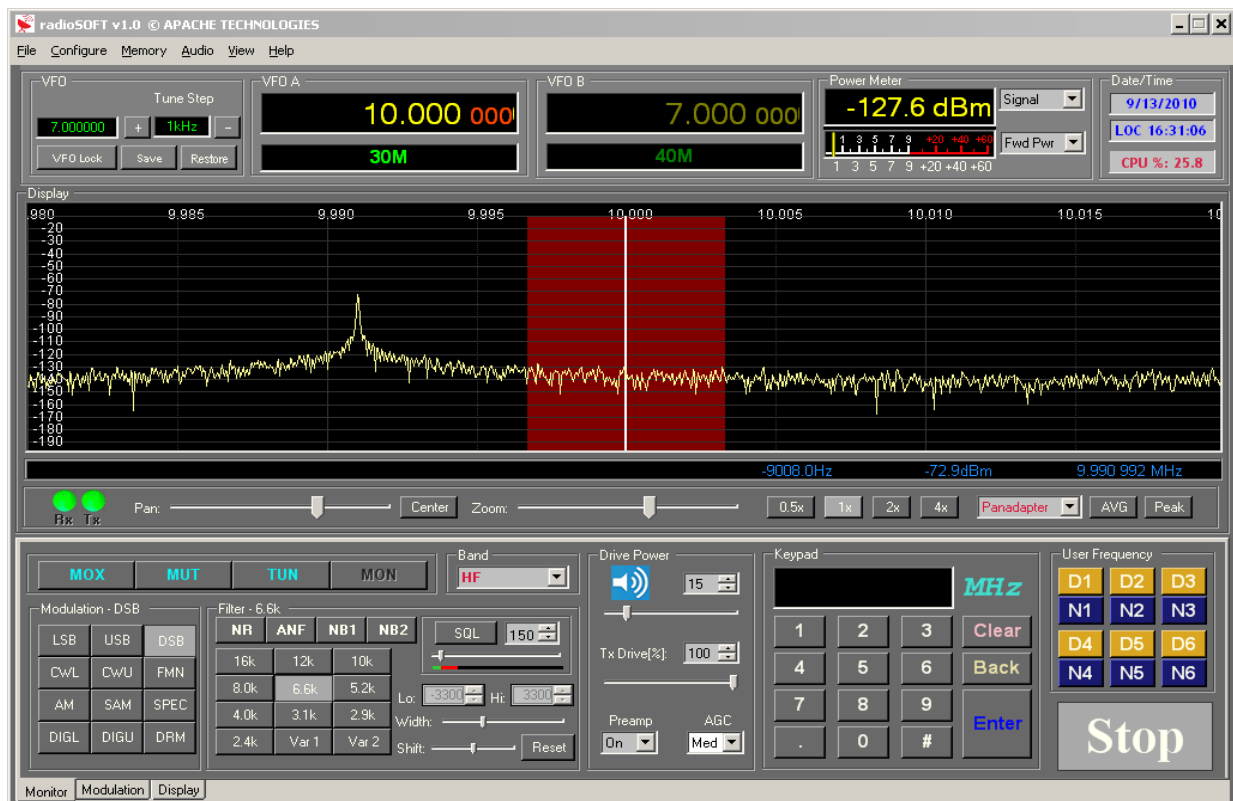 radioSOFT v1.0 © APACHE TECHNOLOGIES
File Configure Memory Audio View Help
VFO
Tune Step
7.000000 + 1kHz -
VFO Lock Save Restore
VFO A
10.000 000
30M
VFO B
7.000 000
40M
Power Meter
-127.6 dBm Signal
1 3 5 7 9 +20 +40 +60 Fwd Pwr
1 3 5 7 9 +20 +40 +60
Date/Time
9/13/2010
LOC 16:31:06
CPU %: 25.8
Display
.980 9.985 9.990 9.995 10.000 10.005 10.010 10.015 10
-20
-30
-40
-50
-60
-70
-80
-90
-100
-110
-120
-130
-150
-160
-170
-180
-190
-9008.0Hz -72.9dBm 9.990 992 MHz
Rx Tx Pan: Center Zoom: 0.5x 1x 2x 4x Panadapter AVG Peak
MOX MUT TUN MON
Band
HF
Modulation - DSB
LSB USB DSB
CWL CWU FMN
AM SAM SPEC
DIGL DIGU DRM
Filter - 6.6k
NR ANF NB1 NB2 SQL 150
16k 12k 10k
8.0k 6.6k 5.2k
4.0k 3.1k 2.9k
2.4k Var 1 Var 2
Lo: -3300 Hi: 3300
Width:
Shift: Reset
Drive Power
15
Tx Drive[%]: 100
Preamp AGC
On Med
Keypad
MHz
1 2 3 Clear
4 5 6 Back
7 8 9 Enter
. 0 #
User Frequency
D1 D2 D3
N1 N2 N3
D4 D5 D6
N4 N5 N6
Stop
Monitor Modulation Display